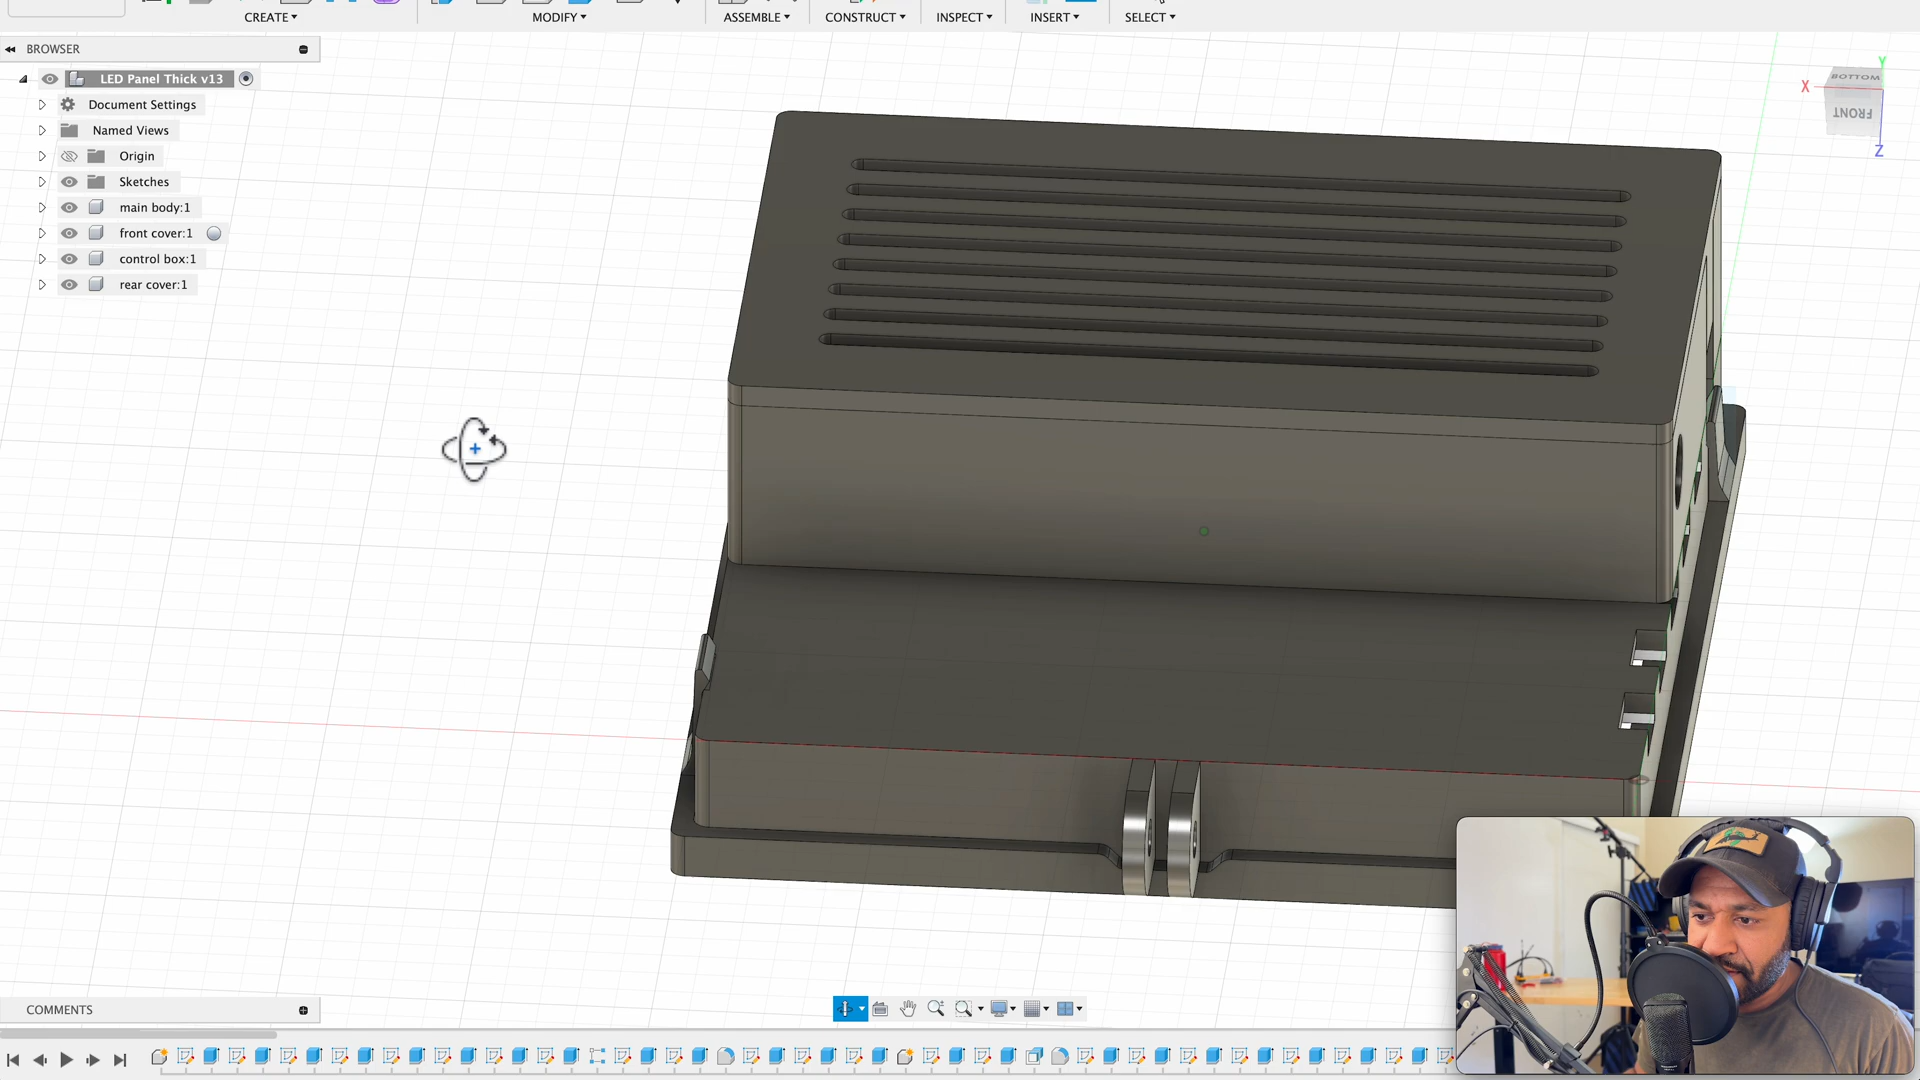 CREATE▾ MODIFY▾ ASSEMBLE▾ CONSTRUCT▾ INSPECT▾ INSERT▾ SELECT▾
BROWSER
LED Panel Thick v13
Document Settings
Named Views
Origin
Sketches
main body:1
front cover:1
control box:1
rear cover:1
Y
X
BOTTOM
FRONT
Z
COMMENTS